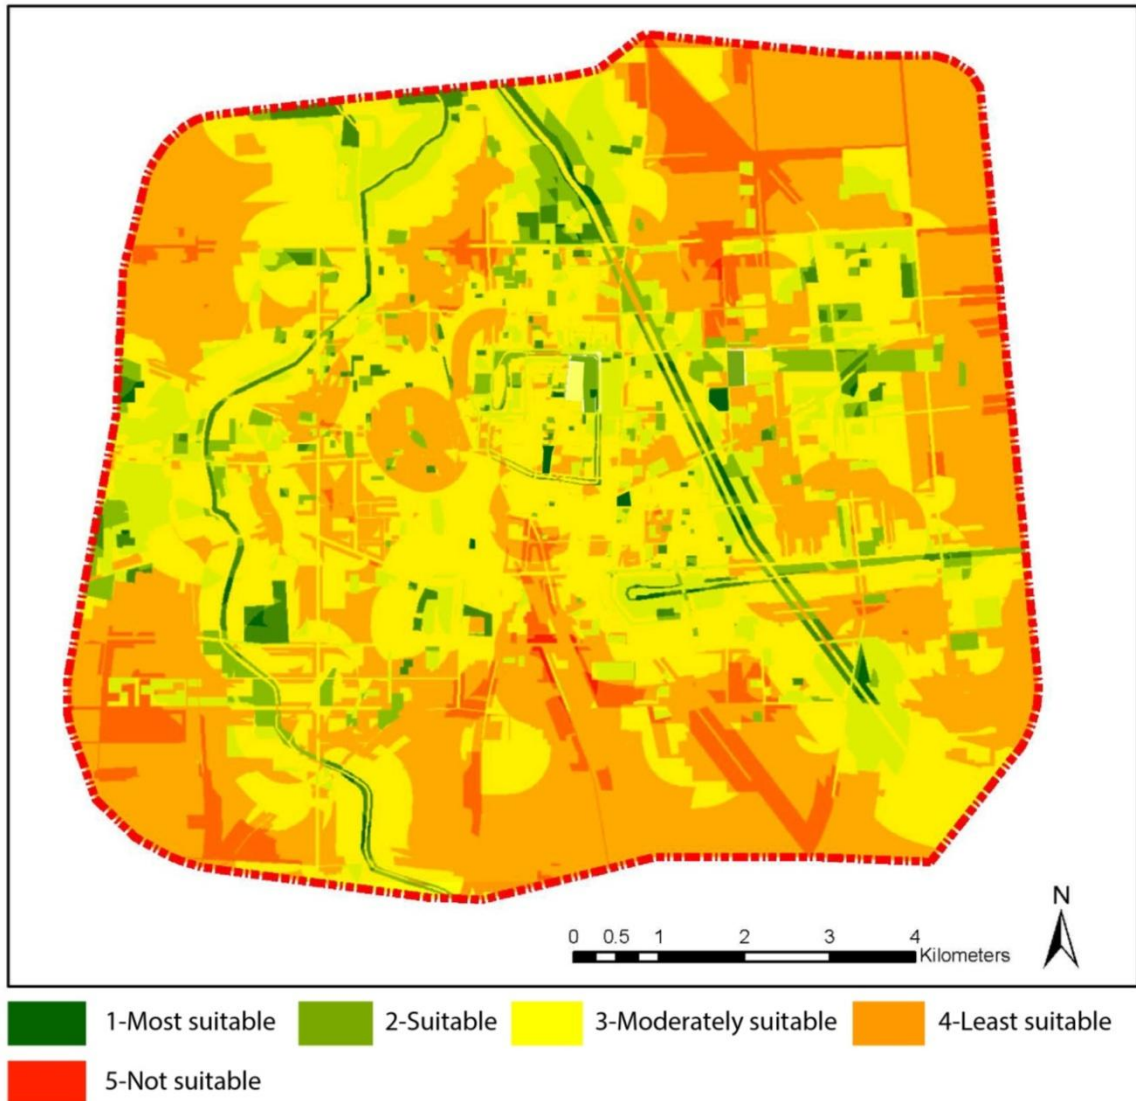 N
0 0.5 1 2 3 4
Kilometers
1-Most suitable 2-Suitable 3-Moderately suitable 4-Least suitable
5-Not suitable